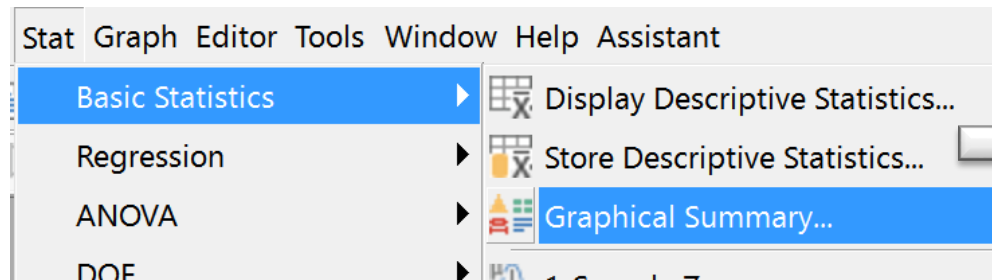 Stat Graph Editor Tools Window Help Assistant
Basic Statistics
Display Descriptive Statistics...
Regression
Store Descriptive Statistics...
ANOVA
Graphical Summary...
DOE